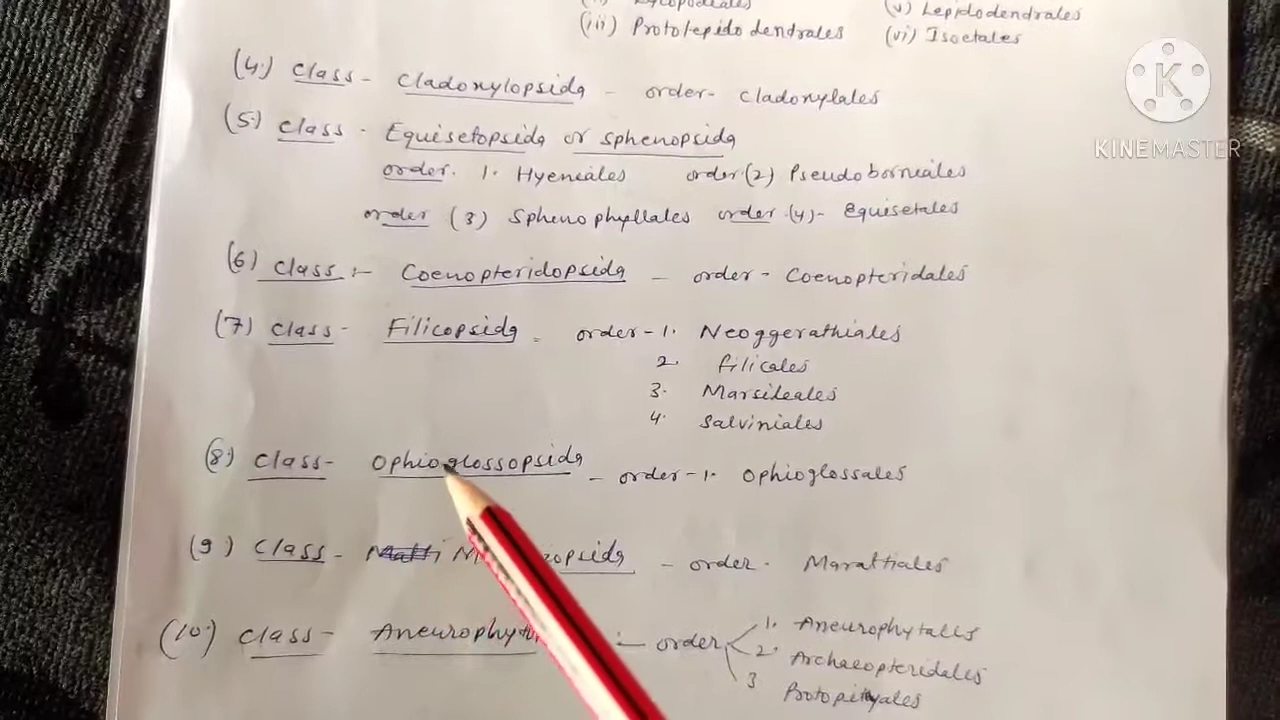 (v) Lepidodendrales
(iii) Protolepidodendrales (vi) Isoetales
(4.) Class - Cladoxylopsida - order - Cladoxylales
(5.) Class - Equisetopsida or Sphenopsida
order. 1. Hyeniales order (2) Pseudoborniales
order (3) Sphenophyllales order (4) - Equisetales
(6) Class :- Coenopteridopsida - order - Coenopteridales
(7) Class - Filicopsida - order - 1. Neoggerathiales
2. Filicales
3. Marsileales
4. Salviniales
(8.) Class - Ophioglossopsida - order - 1. Ophioglossales
(9.) Class - - order. Marattiales
(10.) Class - :- order 1. Aneurophytales
2. Archaeopteridales
3 Protopityales
K
KINEMASTER